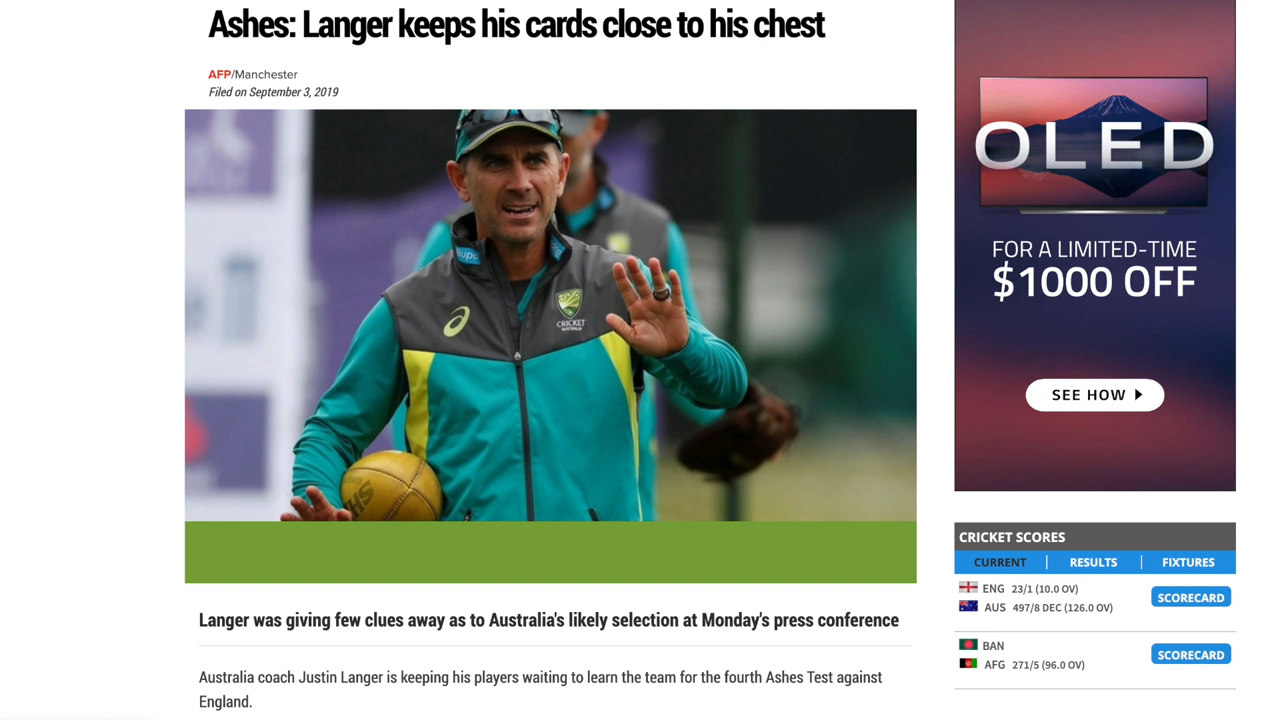 Ashes: Langer keeps his cards close to his chest
AFP/Manchester
Filed on September 3, 2019
Bupa
CRICKET
AUSTRALIA
Langer was giving few clues away as to Australia's likely selection at Monday's press conference
Australia coach Justin Langer is keeping his players waiting to learn the team for the fourth Ashes Test against
England.
OLED
FOR A LIMITED-TIME
$1000 OFF
SEE HOW
CRICKET SCORES
CURRENT | RESULTS | FIXTURES
ENG 23/1 (10.0 OV)
AUS 497/8 DEC (126.0 OV)
SCORECARD
BAN
AFG 271/5 (96.0 OV)
SCORECARD